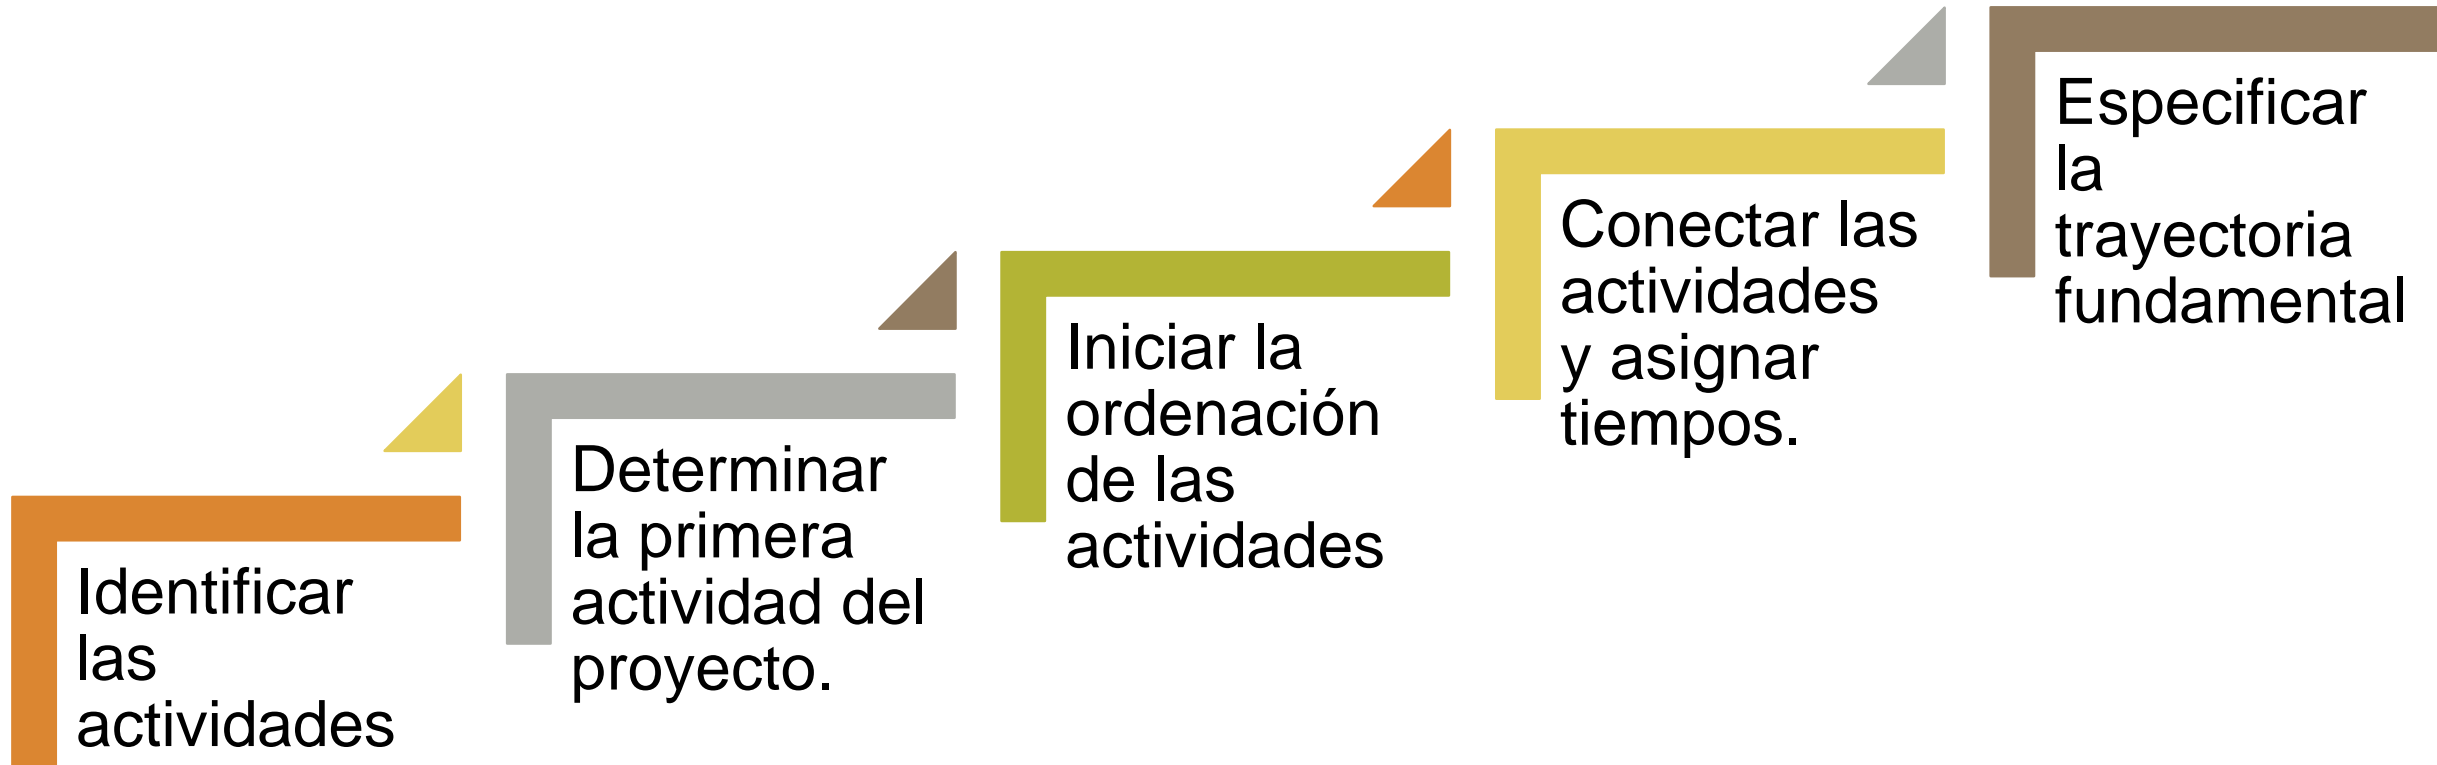 Identificar
las
actividades
Determinar
la primera
actividad del
proyecto.
Iniciar la
ordenación
de las
actividades
Conectar las
actividades
y asignar
tiempos.
Especificar
la
trayectoria
fundamental